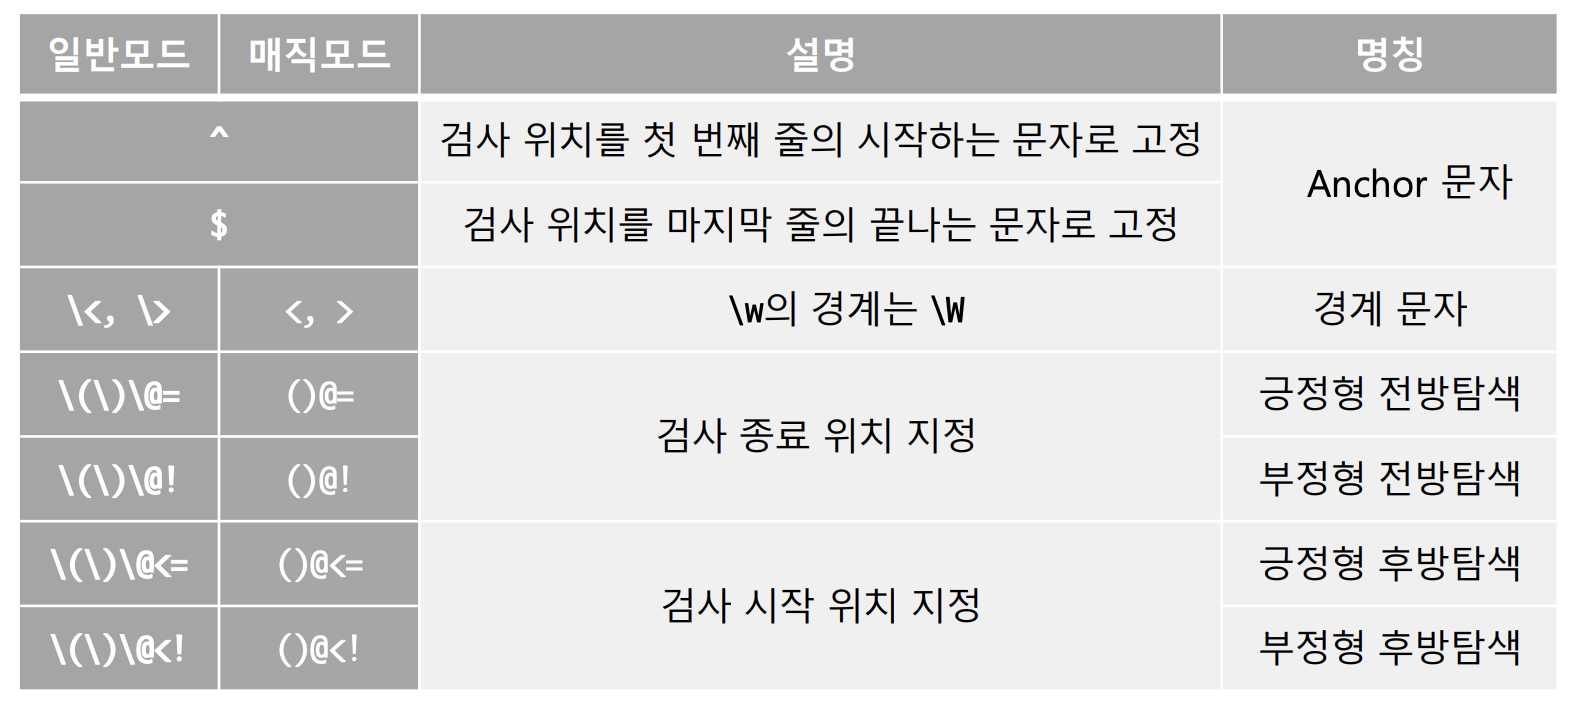 일반모드 매직모드 설명 명칭
^ 검사 위치를 첫 번째 줄의 시작하는 문자로 고정 Anchor 문자
$ 검사 위치를 마지막 줄의 끝나는 문자로 고정
\<, \> <, > \w의 경계는 \W 경계 문자
\(\)\@= ()@= 검사 종료 위치 지정 긍정형 전방탐색
\(\)\@! ()@! 부정형 전방탐색
\(\)\@<= ()@<= 검사 시작 위치 지정 긍정형 후방탐색
\(\)\@<! ()@<! 부정형 후방탐색